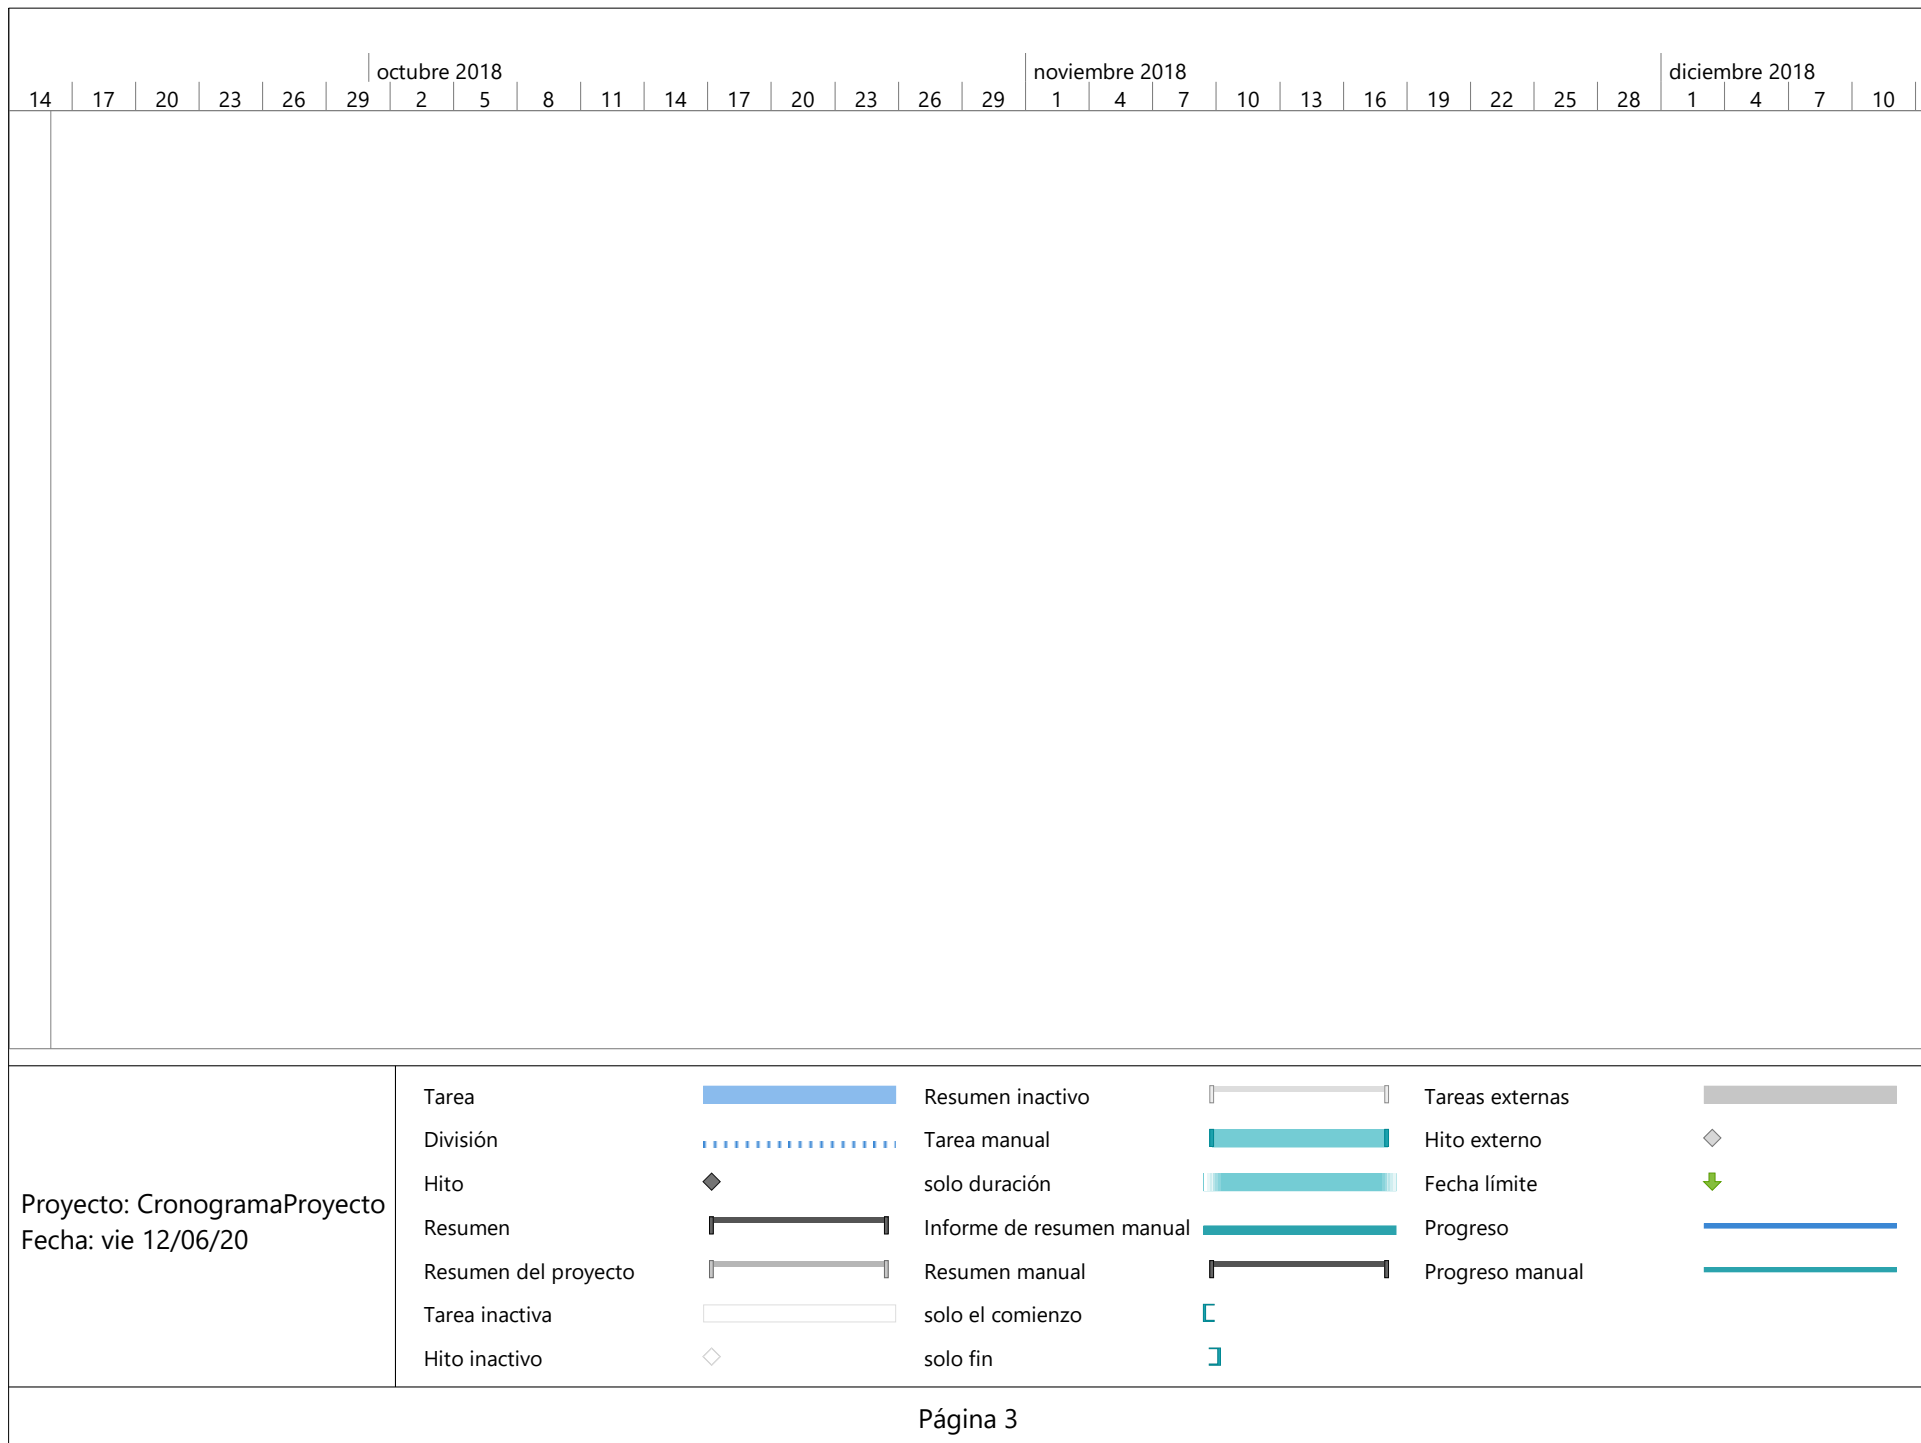 octubre 2018 noviembre 2018 diciembre 2018
14 17 20 23 26 29 2 5 8 11 14 17 20 23 26 29 1 4 7 10 13 16 19 22 25 28 1 4 7 10
Proyecto: CronogramaProyecto
Fecha: vie 12/06/20
Tarea
División
Hito
Resumen
Resumen del proyecto
Tarea inactiva
Hito inactivo
Resumen inactivo
Tarea manual
solo duración
Informe de resumen manual
Resumen manual
solo el comienzo
solo fin
Tareas externas
Hito externo
Fecha límite
Progreso
Progreso manual
Página 3